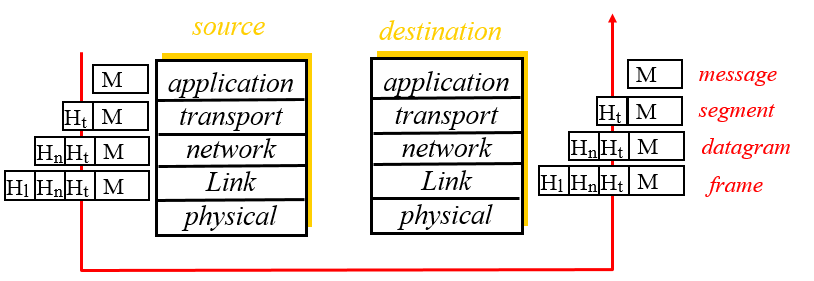 source destination
M application application M message
Ht M transport transport Ht M segment
Hn Ht M network network Hn Ht M datagram
Hl Hn Ht M Link Link Hl Hn Ht M frame
physical physical